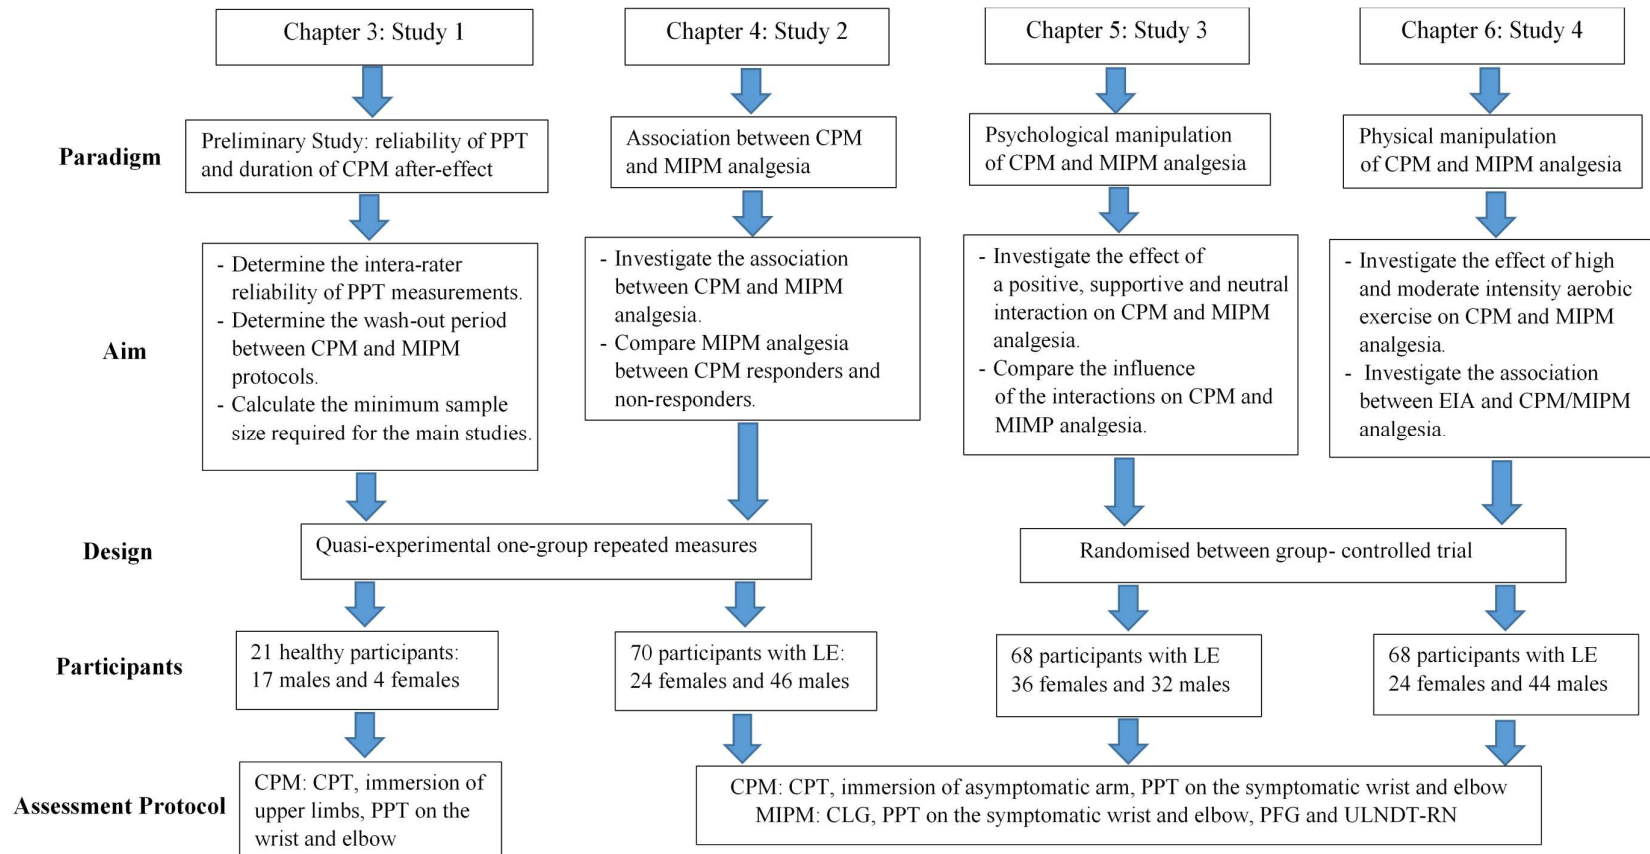 Chapter 3: Study 1
Chapter 4: Study 2
Chapter 5: Study 3
Chapter 6: Study 4
Paradigm
Preliminary Study: reliability of PPT
and duration of CPM after-effect
Association between CPM
and MIPM analgesia
Psychological manipulation
of CPM and MIPM analgesia
Physical manipulation
of CPM and MIPM analgesia
Aim
- Determine the intera-rater
reliability of PPT measurements.
- Determine the wash-out period
between CPM and MIPM
protocols.
- Calculate the minimum sample
size required for the main studies.
- Investigate the association
between CPM and MIPM
analgesia.
- Compare MIPM analgesia
between CPM responders and
non-responders.
- Investigate the effect of
a positive, supportive and neutral
interaction on CPM and MIPM
analgesia.
- Compare the influence
of the interactions on CPM and
MIMP analgesia.
- Investigate the effect of high
and moderate intensity aerobic
exercise on CPM and MIPM
analgesia.
- Investigate the association
between EIA and CPM/MIPM
analgesia.
Design
Quasi-experimental one-group repeated measures
Randomised between group- controlled trial
Participants
21 healthy participants:
17 males and 4 females
70 participants with LE:
24 females and 46 males
68 participants with LE
36 females and 32 males
68 participants with LE
24 females and 44 males
Assessment Protocol
CPM: CPT, immersion of
upper limbs, PPT on the
wrist and elbow
CPM: CPT, immersion of asymptomatic arm, PPT on the symptomatic wrist and elbow
MIPM: CLG, PPT on the symptomatic wrist and elbow, PFG and ULNDT-RN